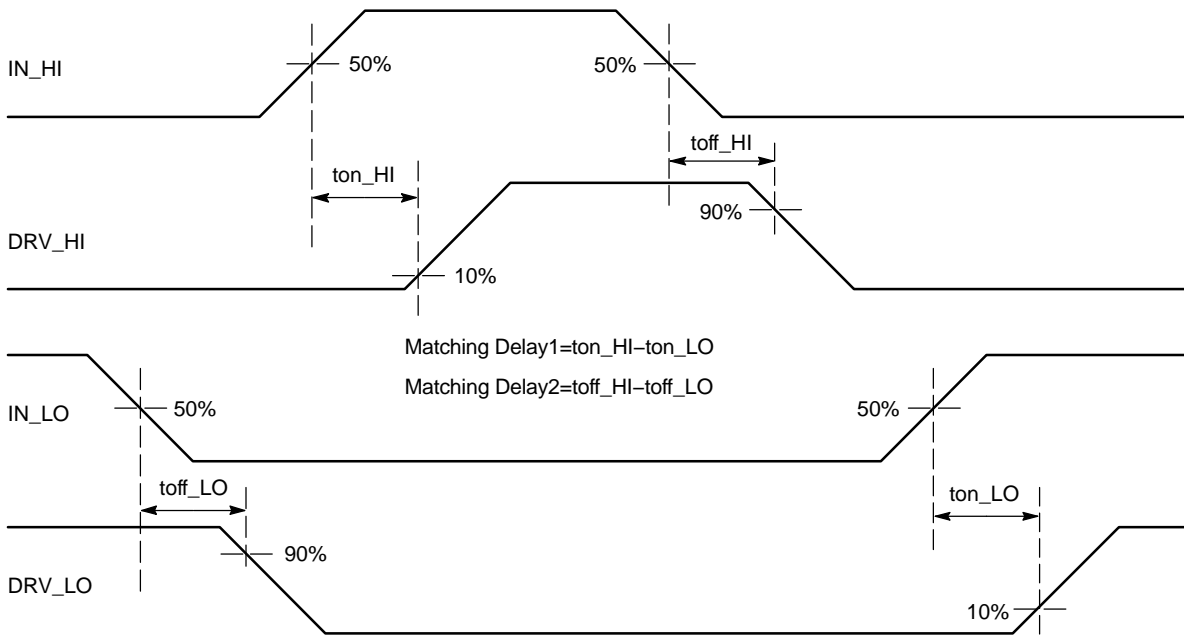 IN_HI
50%
50%
ton_HI
toff_HI
DRV_HI
90%
10%
Matching Delay1=ton_HI−ton_LO
Matching Delay2=toff_HI−toff_LO
IN_LO
50%
50%
toff_LO
ton_LO
DRV_LO
90%
10%